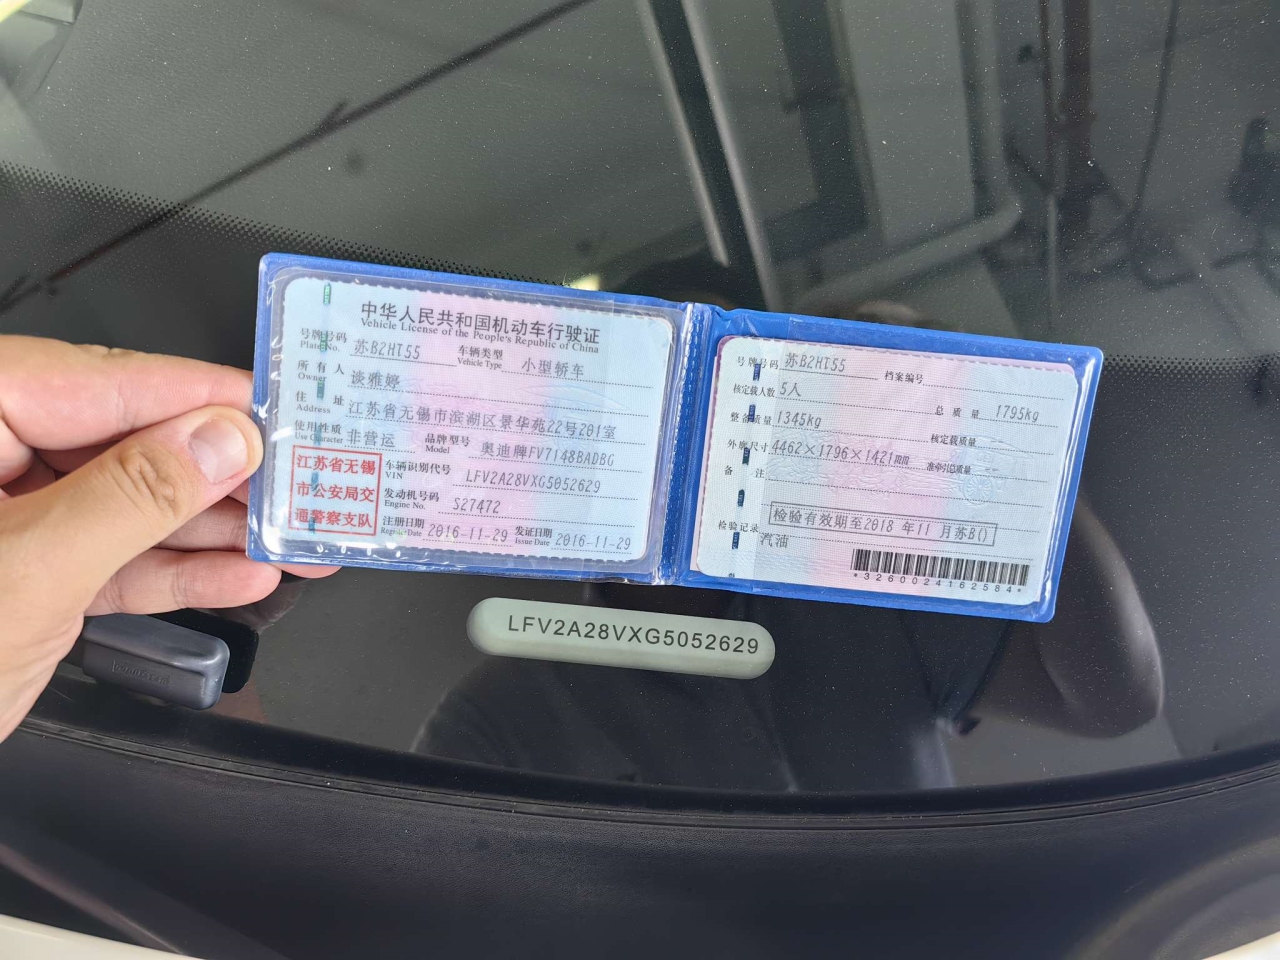 中华人民共和国机动车行驶证
Vehicle License of the People's Republic of China
号牌号码 苏B2HT55 车辆类型 小型轿车
Plate No. Vehicle Type
所有人 谈雅婷
Owner
住址 江苏省无锡市滨湖区景华苑22号201室
Address
使用性质 非营运 品牌型号 奥迪牌FV7148BADBG
Use Character Model
江苏省无锡
市公安局交
通警察支队
车辆识别代号 LFV2A28VXG5052629
VIN
发动机号码 S27472
Engine No.
注册日期 2016-11-29 发证日期 2016-11-29
Register Date Issue Date
号牌号码 苏B2HT55 档案编号
核定载人数 5人 总质量 1795kg
整备质量 1345kg 核定载质量
外廓尺寸 4462×1796×1421 准牵引总质量 --
备注
检验有效期至2018 年11 月苏B()
检验记录
汽油
*3260024162584*
LFV2A28VXG5052629